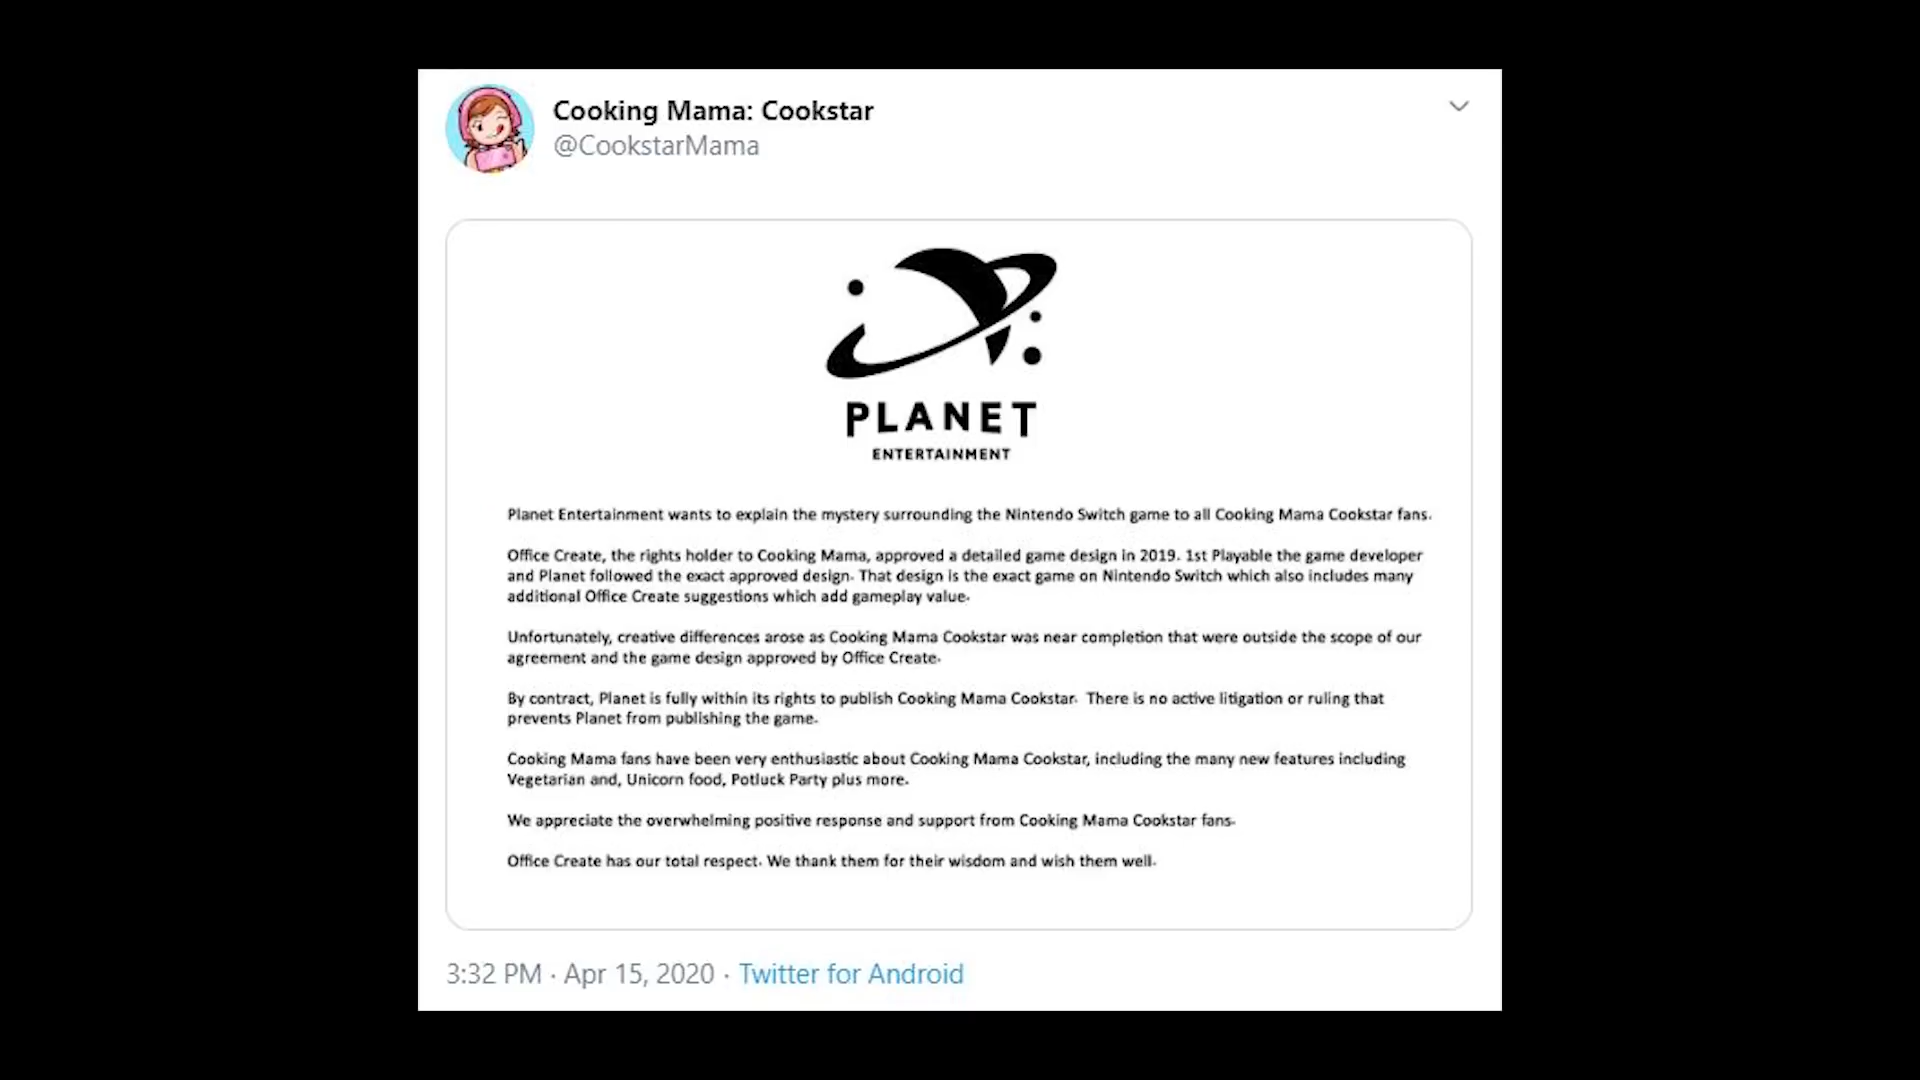 Cooking Mama: Cookstar
@CookstarMama
PLANET
ENTERTAINMENT
Planet Entertainment wants to explain the mystery surrounding the Nintendo Switch game to all Cooking Mama Cookstar fans.
Office Create, the rights holder to Cooking Mama, approved a detailed game design in 2019. 1st Playable the game developer
and Planet followed the exact approved design. That design is the exact game on Nintendo Switch which also includes many
additional Office Create suggestions which add gameplay value.
Unfortunately, creative differences arose as Cooking Mama Cookstar was near completion that were outside the scope of our
agreement and the game design approved by Office Create.
By contract, Planet is fully within its rights to publish Cooking Mama Cookstar.  There is no active litigation or ruling that
prevents Planet from publishing the game.
Cooking Mama fans have been very enthusiastic about Cooking Mama Cookstar, including the many new features including
Vegetarian and, Unicorn food, Potluck Party plus more.
We appreciate the overwhelming positive response and support from Cooking Mama Cookstar fans.
Office Create has our total respect. We thank them for their wisdom and wish them well.
3:32 PM · Apr 15, 2020 · Twitter for Android